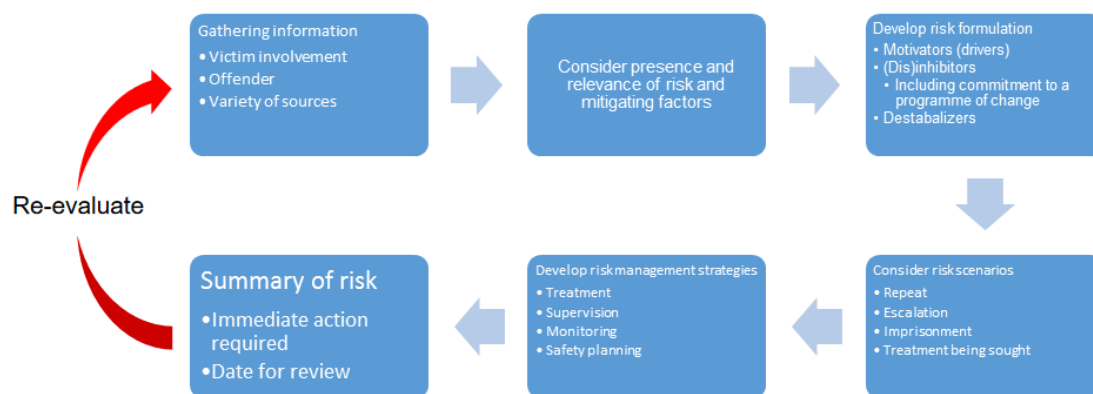 Gathering information
• Victim involvement
• Offender
• Variety of sources
Consider presence and
relevance of risk and
mitigating factors
Develop risk formulation
• Motivators (drivers)
• (Dis)inhibitors
• Including commitment to a
programme of change
• Destabalizers
Re-evaluate
Summary of risk
•Immediate action
required
•Date for review
Develop risk management strategies
• Treatment
• Supervision
• Monitoring
• Safety planning
Consider risk scenarios
• Repeat
• Escalation
• Imprisonment
• Treatment being sought